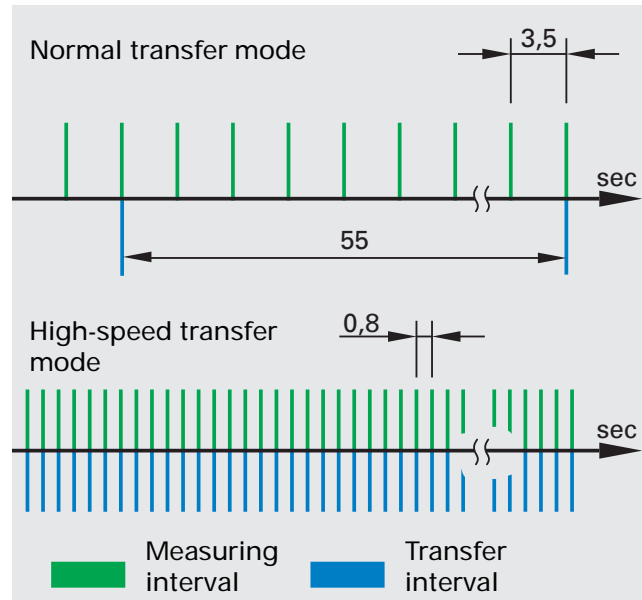 Normal transfer mode
3,5
sec
55
High-speed transfer
mode
0,8
sec
Measuring
interval
Transfer
interval